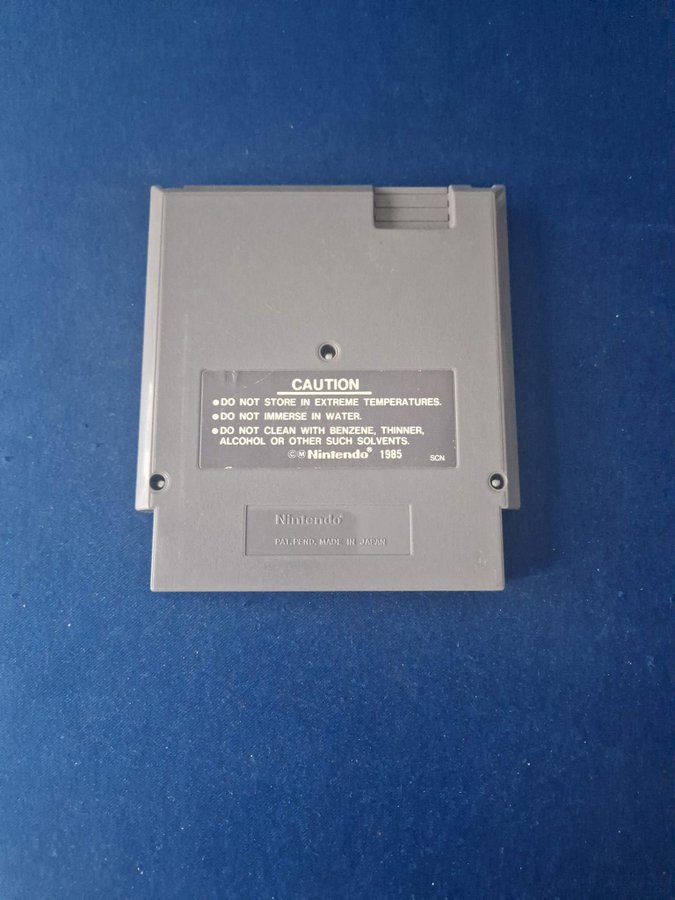 CAUTION
●DO NOT STORE IN EXTREME TEMPERATURES.
●DO NOT IMMERSE IN WATER.
●DO NOT CLEAN WITH BENZENE, THINNER,
ALCOHOL OR OTHER SUCH SOLVENTS.
ⒸⓂ Nintendo® 1985 SCN
Nintendo®
PAT.PEND. MADE IN JAPAN